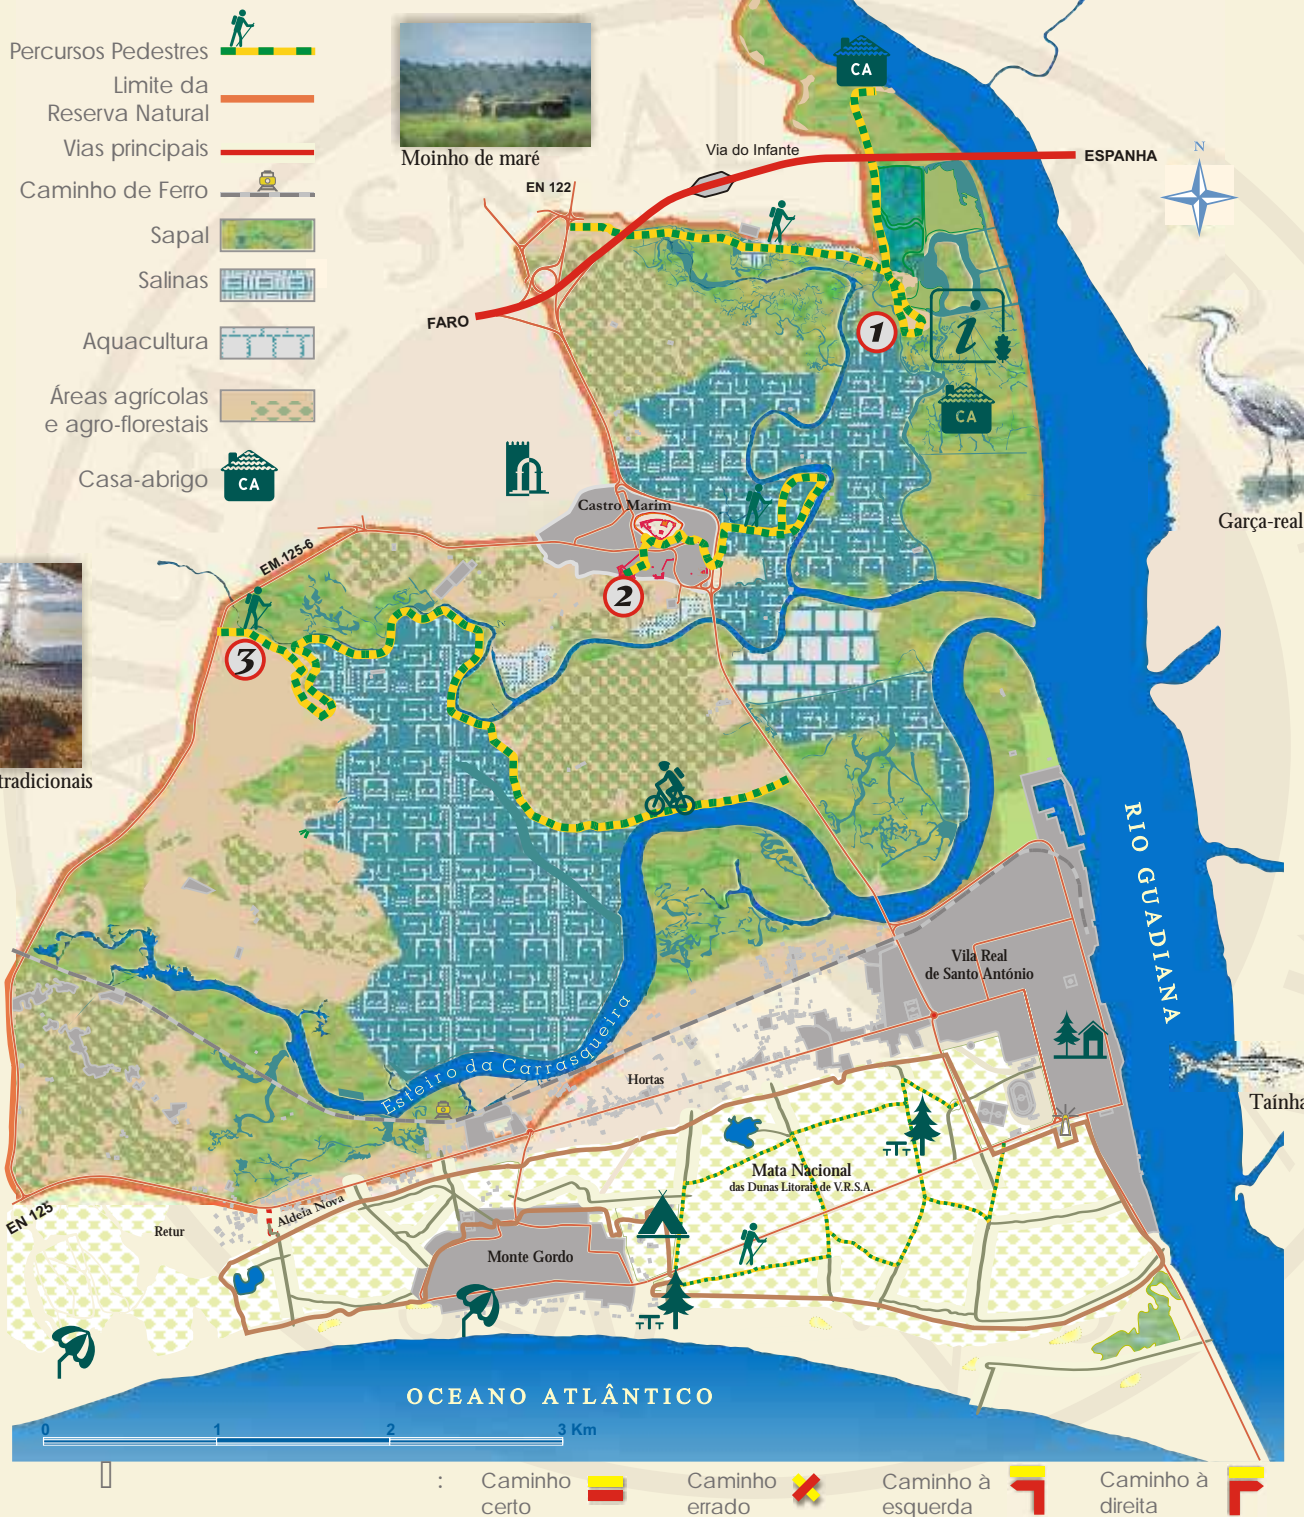 Percursos Pedestres
Limite da
Reserva Natural
Vias principais
Caminho de Ferro
Sapal
Salinas
Aquacultura
Áreas agrícolas
e agro-florestais
Casa-abrigo
CA
Moinho de maré
CA
Via do Infante
ESPANHA
N
EN 122
FARO
1
i
CA
Garça-real
Castro Marim
EM.125-6
2
3
tradicionais
RIO GUADIANA
Vila Real
de Santo António
Esteiro da Carrasqueira
Hortas
Taínha
Mata Nacional
das Dunas Litorais de V.R.S.A.
EN 125
Aldeia Nova
Retur
Monte Gordo
OCEANO ATLÂNTICO
0 1 2 3 Km
: Caminho
certo
Caminho
errado
Caminho à
esquerda
Caminho à
direita